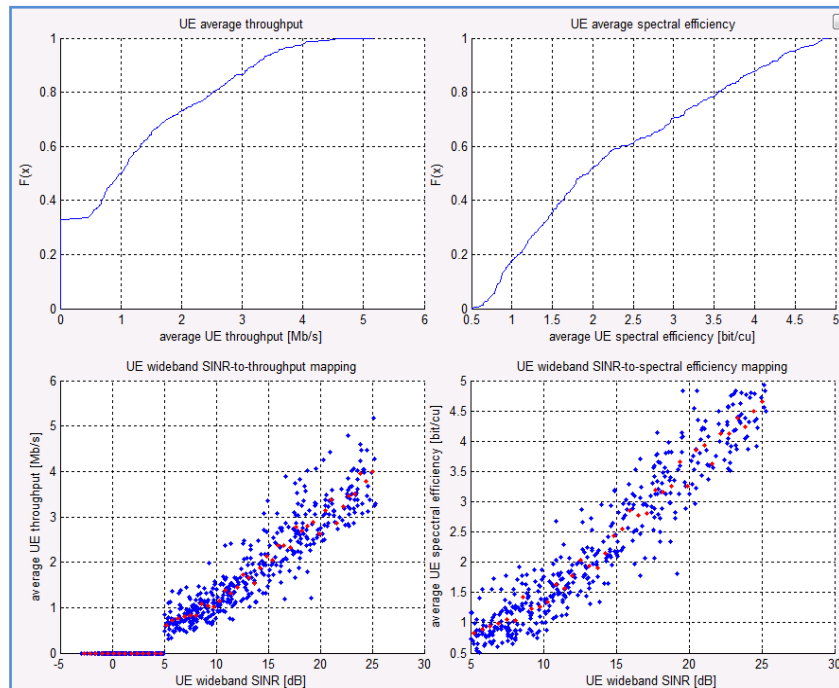 UE average throughput
1
0.8
0.6
0.4
0.2
0
F(x)
0 1 2 3 4 5 6
average UE throughput [Mb/s]
UE average spectral efficiency
1
0.8
0.6
0.4
0.2
0
F(x)
0.5 1 1.5 2 2.5 3 3.5 4 4.5 5
average UE spectral efficiency [bit/cu]
UE wideband SINR-to-throughput mapping
6
5
4
3
2
1
0
average UE throughput [Mb/s]
-5 0 5 10 15 20 25 30
UE wideband SINR [dB]
UE wideband SINR-to-spectral efficiency mapping
5
4.5
4
3.5
3
2.5
2
1.5
1
0.5
average UE specctral efficiency [bit/cu]
5 10 15 20 25 30
UE wideband SINR [dB]